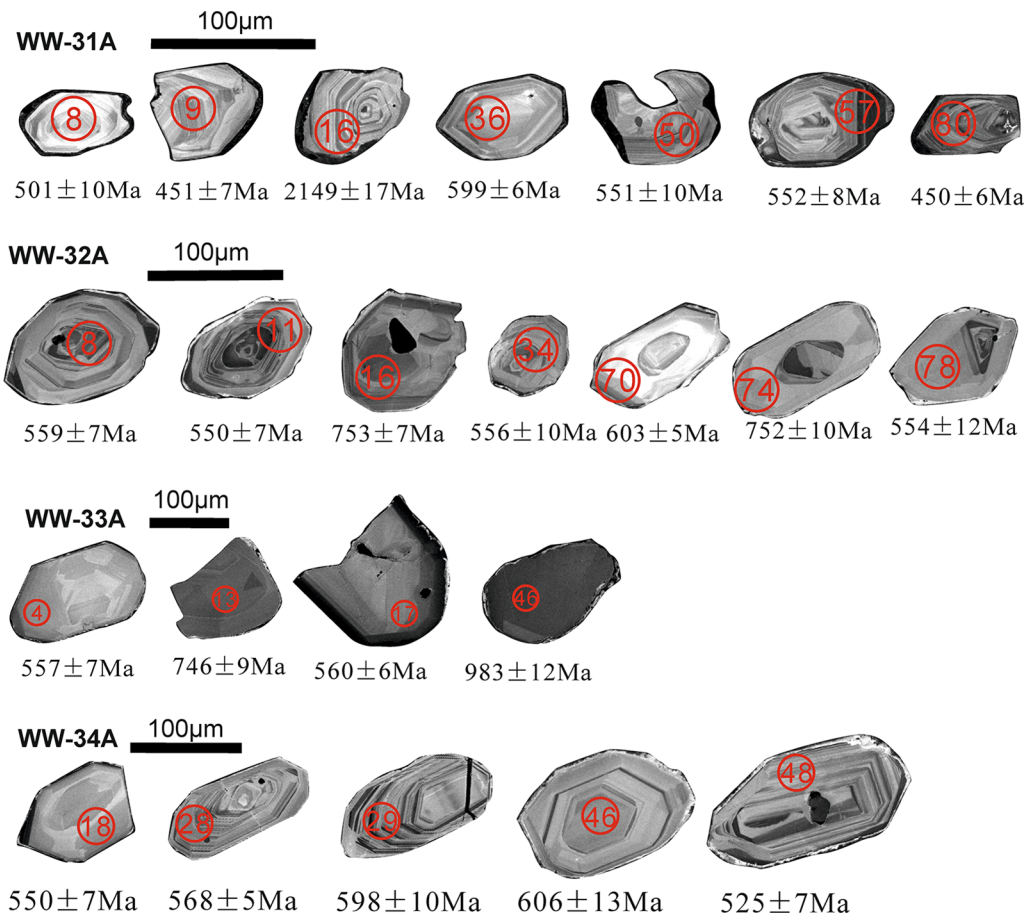 100μm
WW-31A
8 9 16 36 50 57 80
501±10Ma 451±7Ma 2149±17Ma 599±6Ma 551±10Ma 552±8Ma 450±6Ma
100μm
WW-32A
8 11 16 34 70 74 78
559±7Ma 550±7Ma 753±7Ma 556±10Ma 603±5Ma 752±10Ma 554±12Ma
100μm
WW-33A
4 13 17 46
557±7Ma 746±9Ma 560±6Ma 983±12Ma
100μm
WW-34A
18 28 29 46 48
550±7Ma 568±5Ma 598±10Ma 606±13Ma 525±7Ma